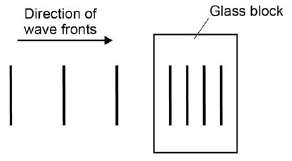 Direction of
wave fronts
Glass block